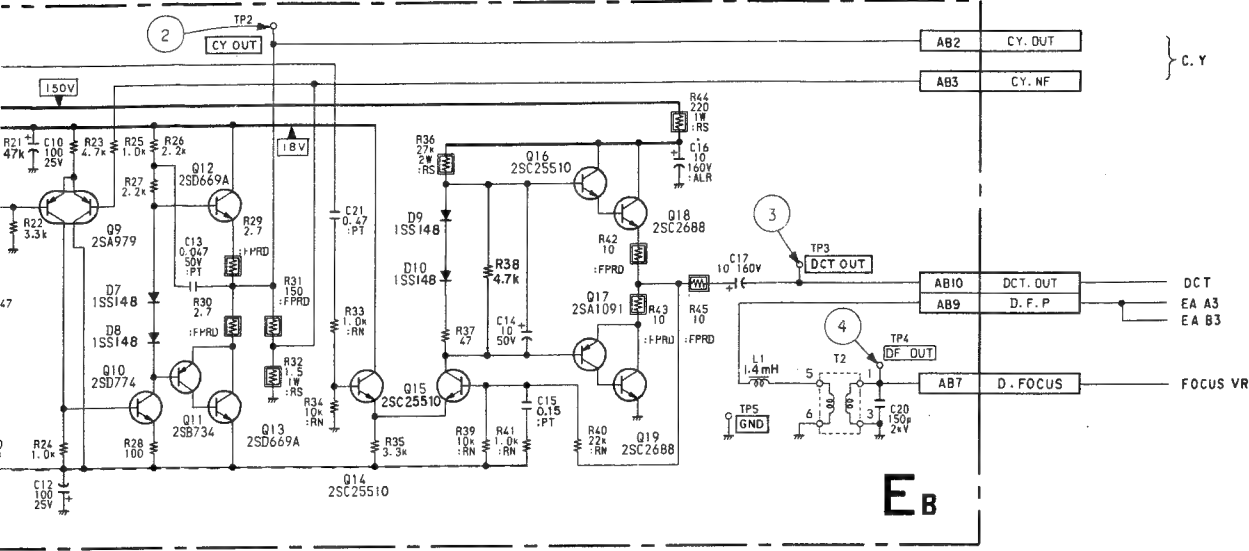 2
TP2
CY OUT
AB2 CY. OUT
C. Y
AB3 CY. NF
150V
18V
R21
47k
C10
100
25V
R23
4.7k
R25
1.0k
R26
2.2k
R27
2.2k
Q12
2SD669A
R22
3.3k
Q9
2SA979
C13
0.047
50V
:PT
R29
2.7
:FPRD
R30
2.7
:FPRD
R31
150
:FPRD
R32
1.5
1W
:RS
D7
1SS148
D8
1SS148
47
Q10
2SD774
Q11
2SB734
Q13
2SD669A
R24
1.0k
R28
100
C12
100
25V
C21
0.47
:PT
R33
1.0k
:RN
R34
10k
:RN
R35
3.3k
Q14
2SC25510
Q15
2SC25510
R36
27k
2W
:RS
D9
1SS148
D10
1SS148
R37
47
R38
4.7k
C14
10
50V
C15
0.15
:PT
R39
10k
:RN
R41
1.0k
:RN
R40
22k
:RN
Q16
2SC25510
R44
220
1W
:RS
C16
10
160V
:ALR
Q18
2SC2688
R42
10
:FPRD
Q17
2SA1091
R43
10
:FPRD
R45
10
:FPRD
Q19
2SC2688
C17
10 160V
3
TP3
DCT OUT
AB10 DCT. OUT DCT
AB9 D. F. P EA A3
EA B3
4
TP4
DF OUT
L1
1.4mH
T2
5
1
6
3
C20
150p
2kV
AB7 D. FOCUS FOCUS VR
TP5
GND
EB